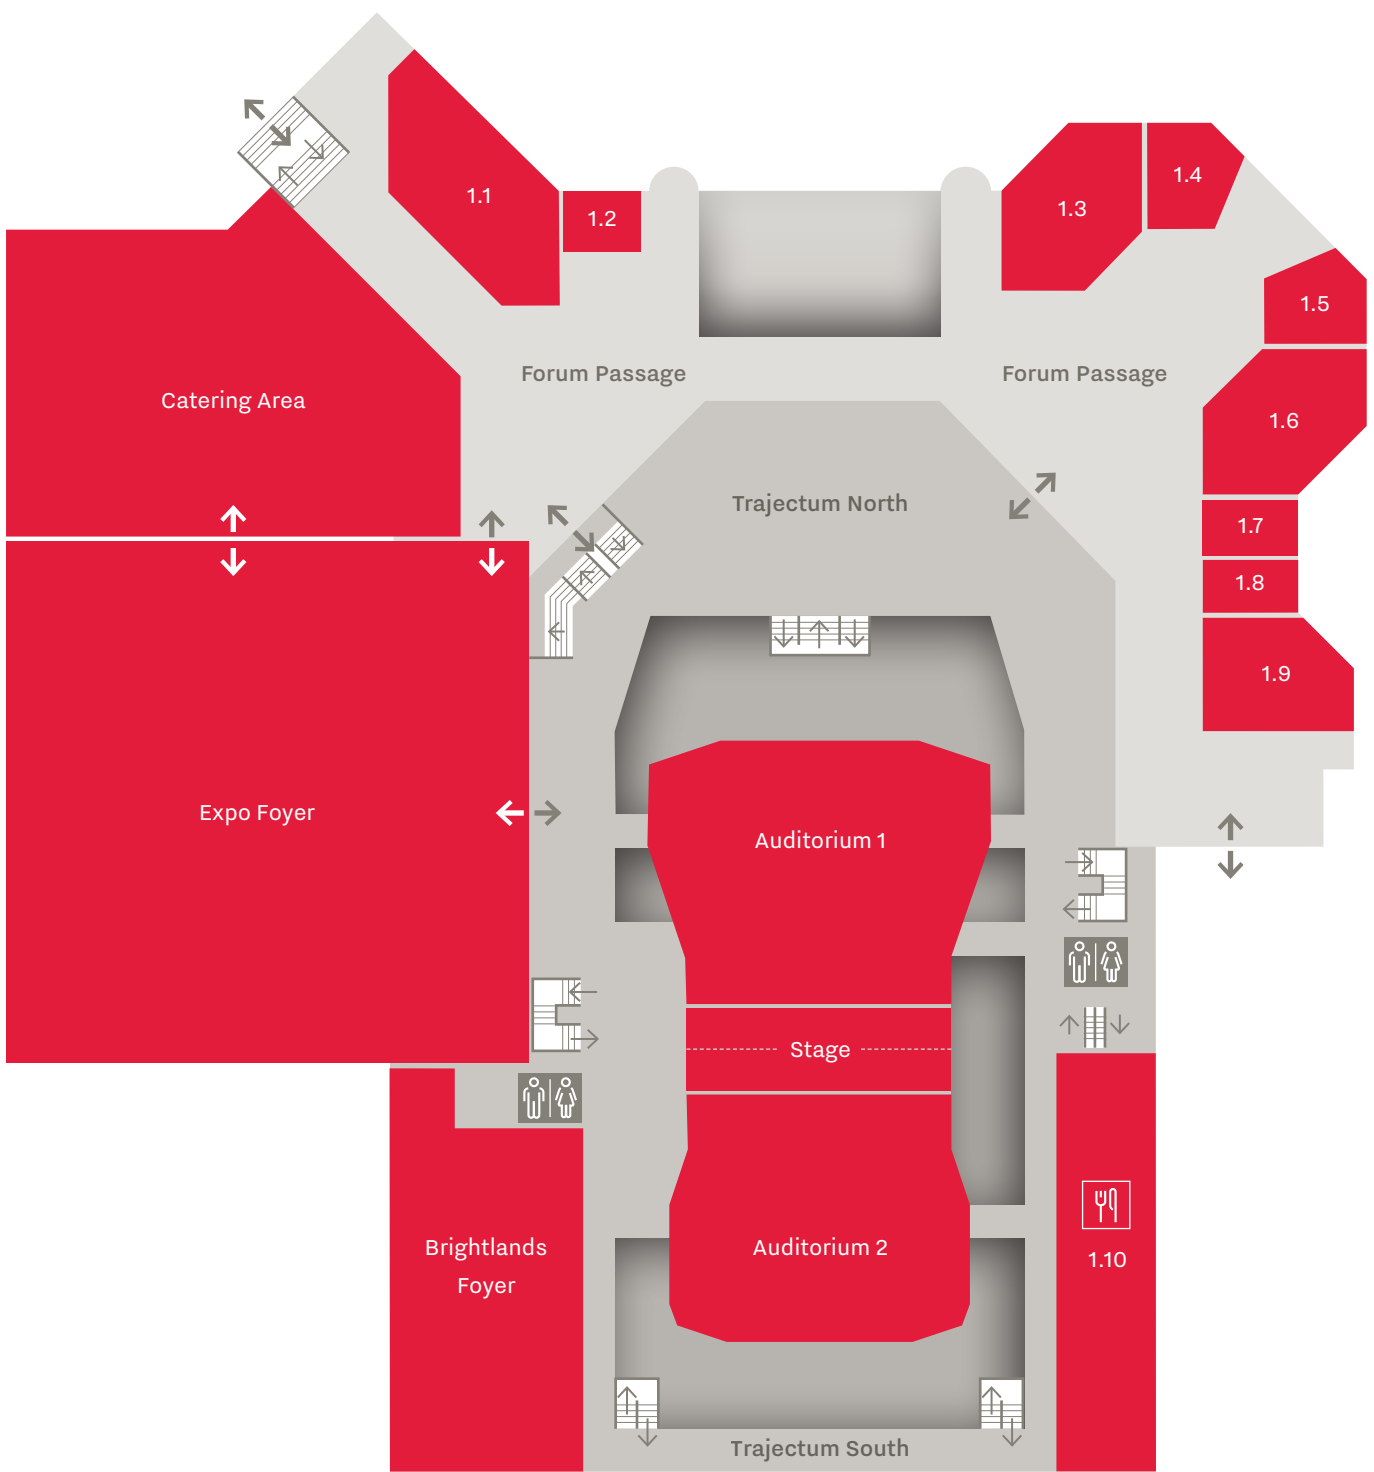 1.1
1.2
1.3
1.4
1.5
Forum Passage
Forum Passage
Catering Area
1.6
Trajectum North
1.7
1.8
1.9
Expo Foyer
Auditorium 1
Stage
Brightlands
Foyer
Auditorium 2
1.10
Trajectum South